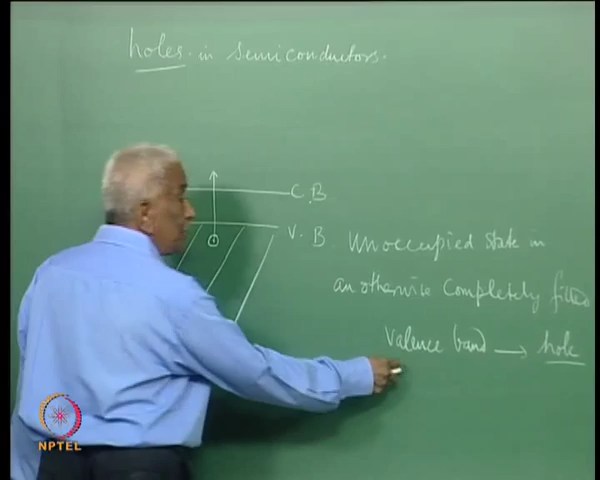 holes in semiconductors.
C.B
V.B
Unoccupied state in
an otherwise completely filled
valence band → hole
NPTEL